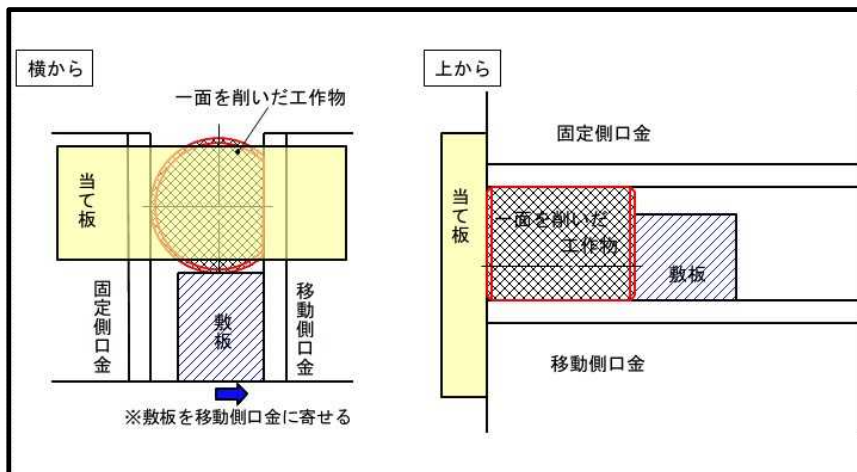 横から
一面を削いだ工作物
当て板
固定側口金
敷板
移動側口金
※敷板を移動側口金に寄せる
上から
固定側口金
当て板
一面を削いだ
工作物
敷板
移動側口金